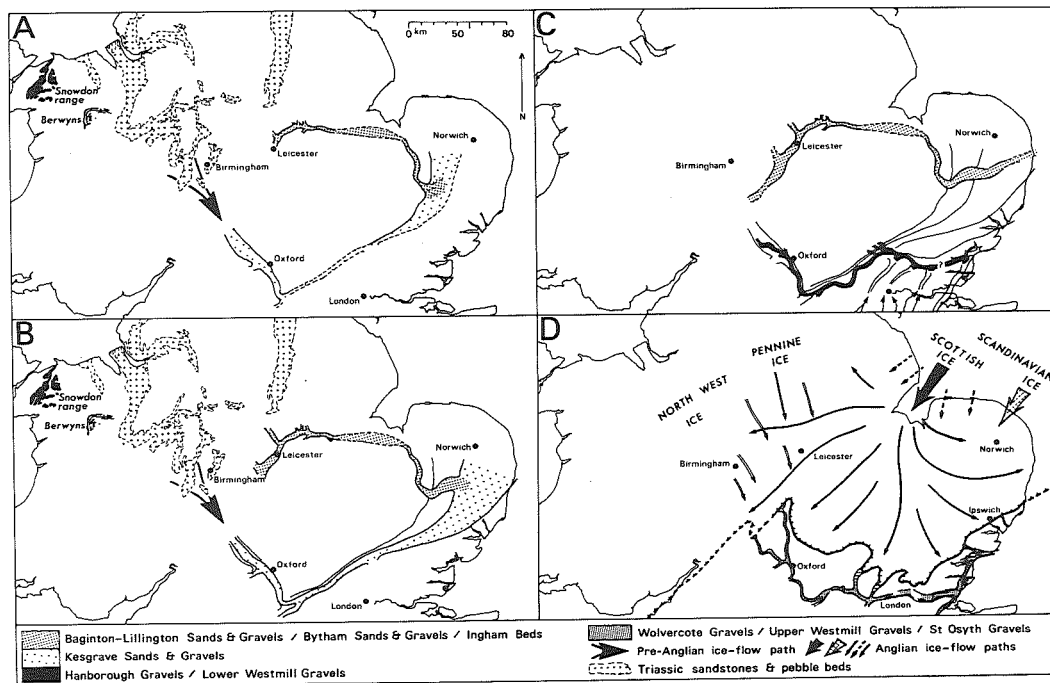 A
0 km 50 80
N
Snowdon
range
Berwyns
Birmingham
Leicester
Norwich
Oxford
London
C
Norwich
Leicester
Birmingham
Oxford
?
B
Snowdon
range
Berwyns
Norwich
Leicester
Birmingham
Oxford
London
D
PENNINE
ICE
SCOTTISH
ICE
SCANDINAVIAN
ICE
NORTH WEST
ICE
Norwich
Leicester
Birmingham
Ipswich
Oxford
London
Baginton-Lillington Sands & Gravels / Bytham Sands & Gravels / Ingham Beds
Kesgrave Sands & Gravels
Hanborough Gravels / Lower Westmill Gravels
Wolvercote Gravels / Upper Westmill Gravels / St Osyth Gravels
Pre-Anglian ice-flow path
Anglian ice-flow paths
Triassic sandstones & pebble beds